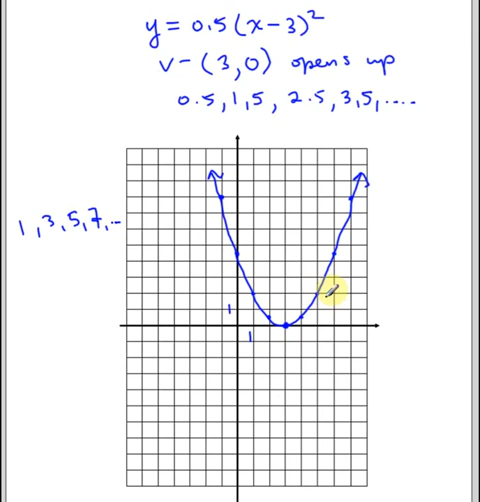 y = 0.5(x-3)²
v-(3,0) opens up
0.5, 1,5, 2.5, 3,5, ....
1, 3, 5, 7, ..
1
1